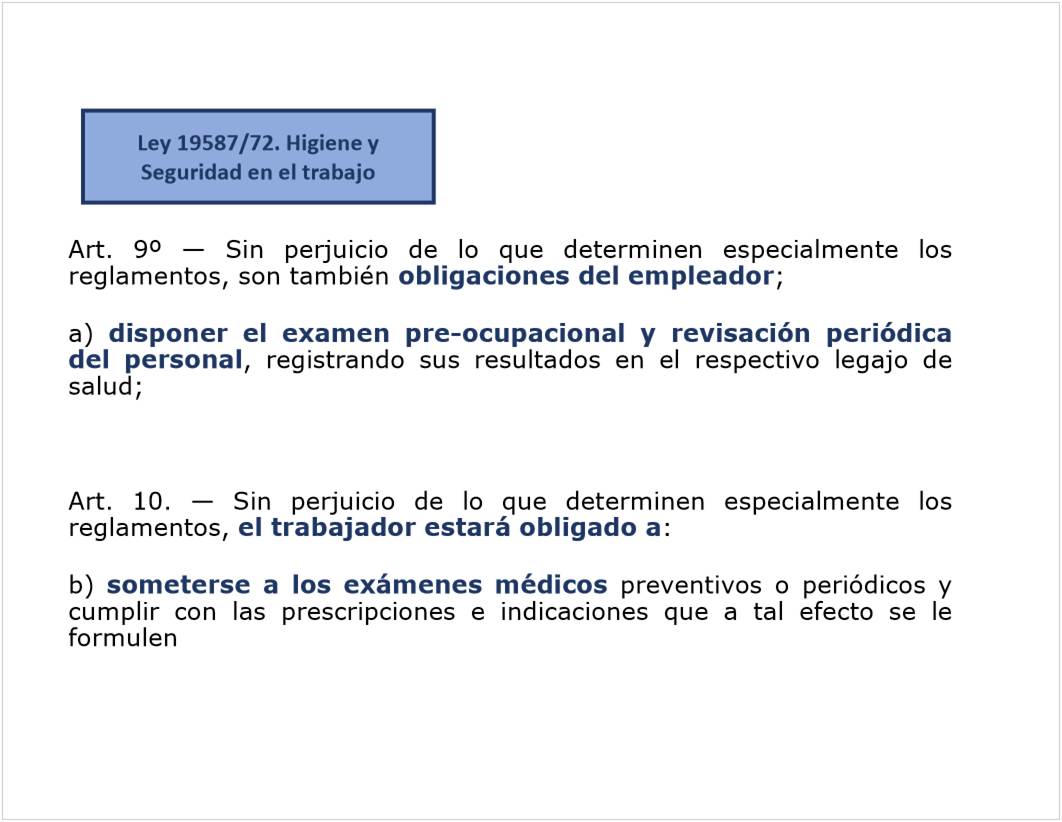 Ley 19587/72. Higiene y
Seguridad en el trabajo
Art. 9º — Sin perjuicio de lo que determinen especialmente los
reglamentos, son también obligaciones del empleador;
a) disponer el examen pre-ocupacional y revisación periódica
del personal, registrando sus resultados en el respectivo legajo de
salud;
Art. 10. — Sin perjuicio de lo que determinen especialmente los
reglamentos, el trabajador estará obligado a:
b) someterse a los exámenes médicos preventivos o periódicos y
cumplir con las prescripciones e indicaciones que a tal efecto se le
formulen